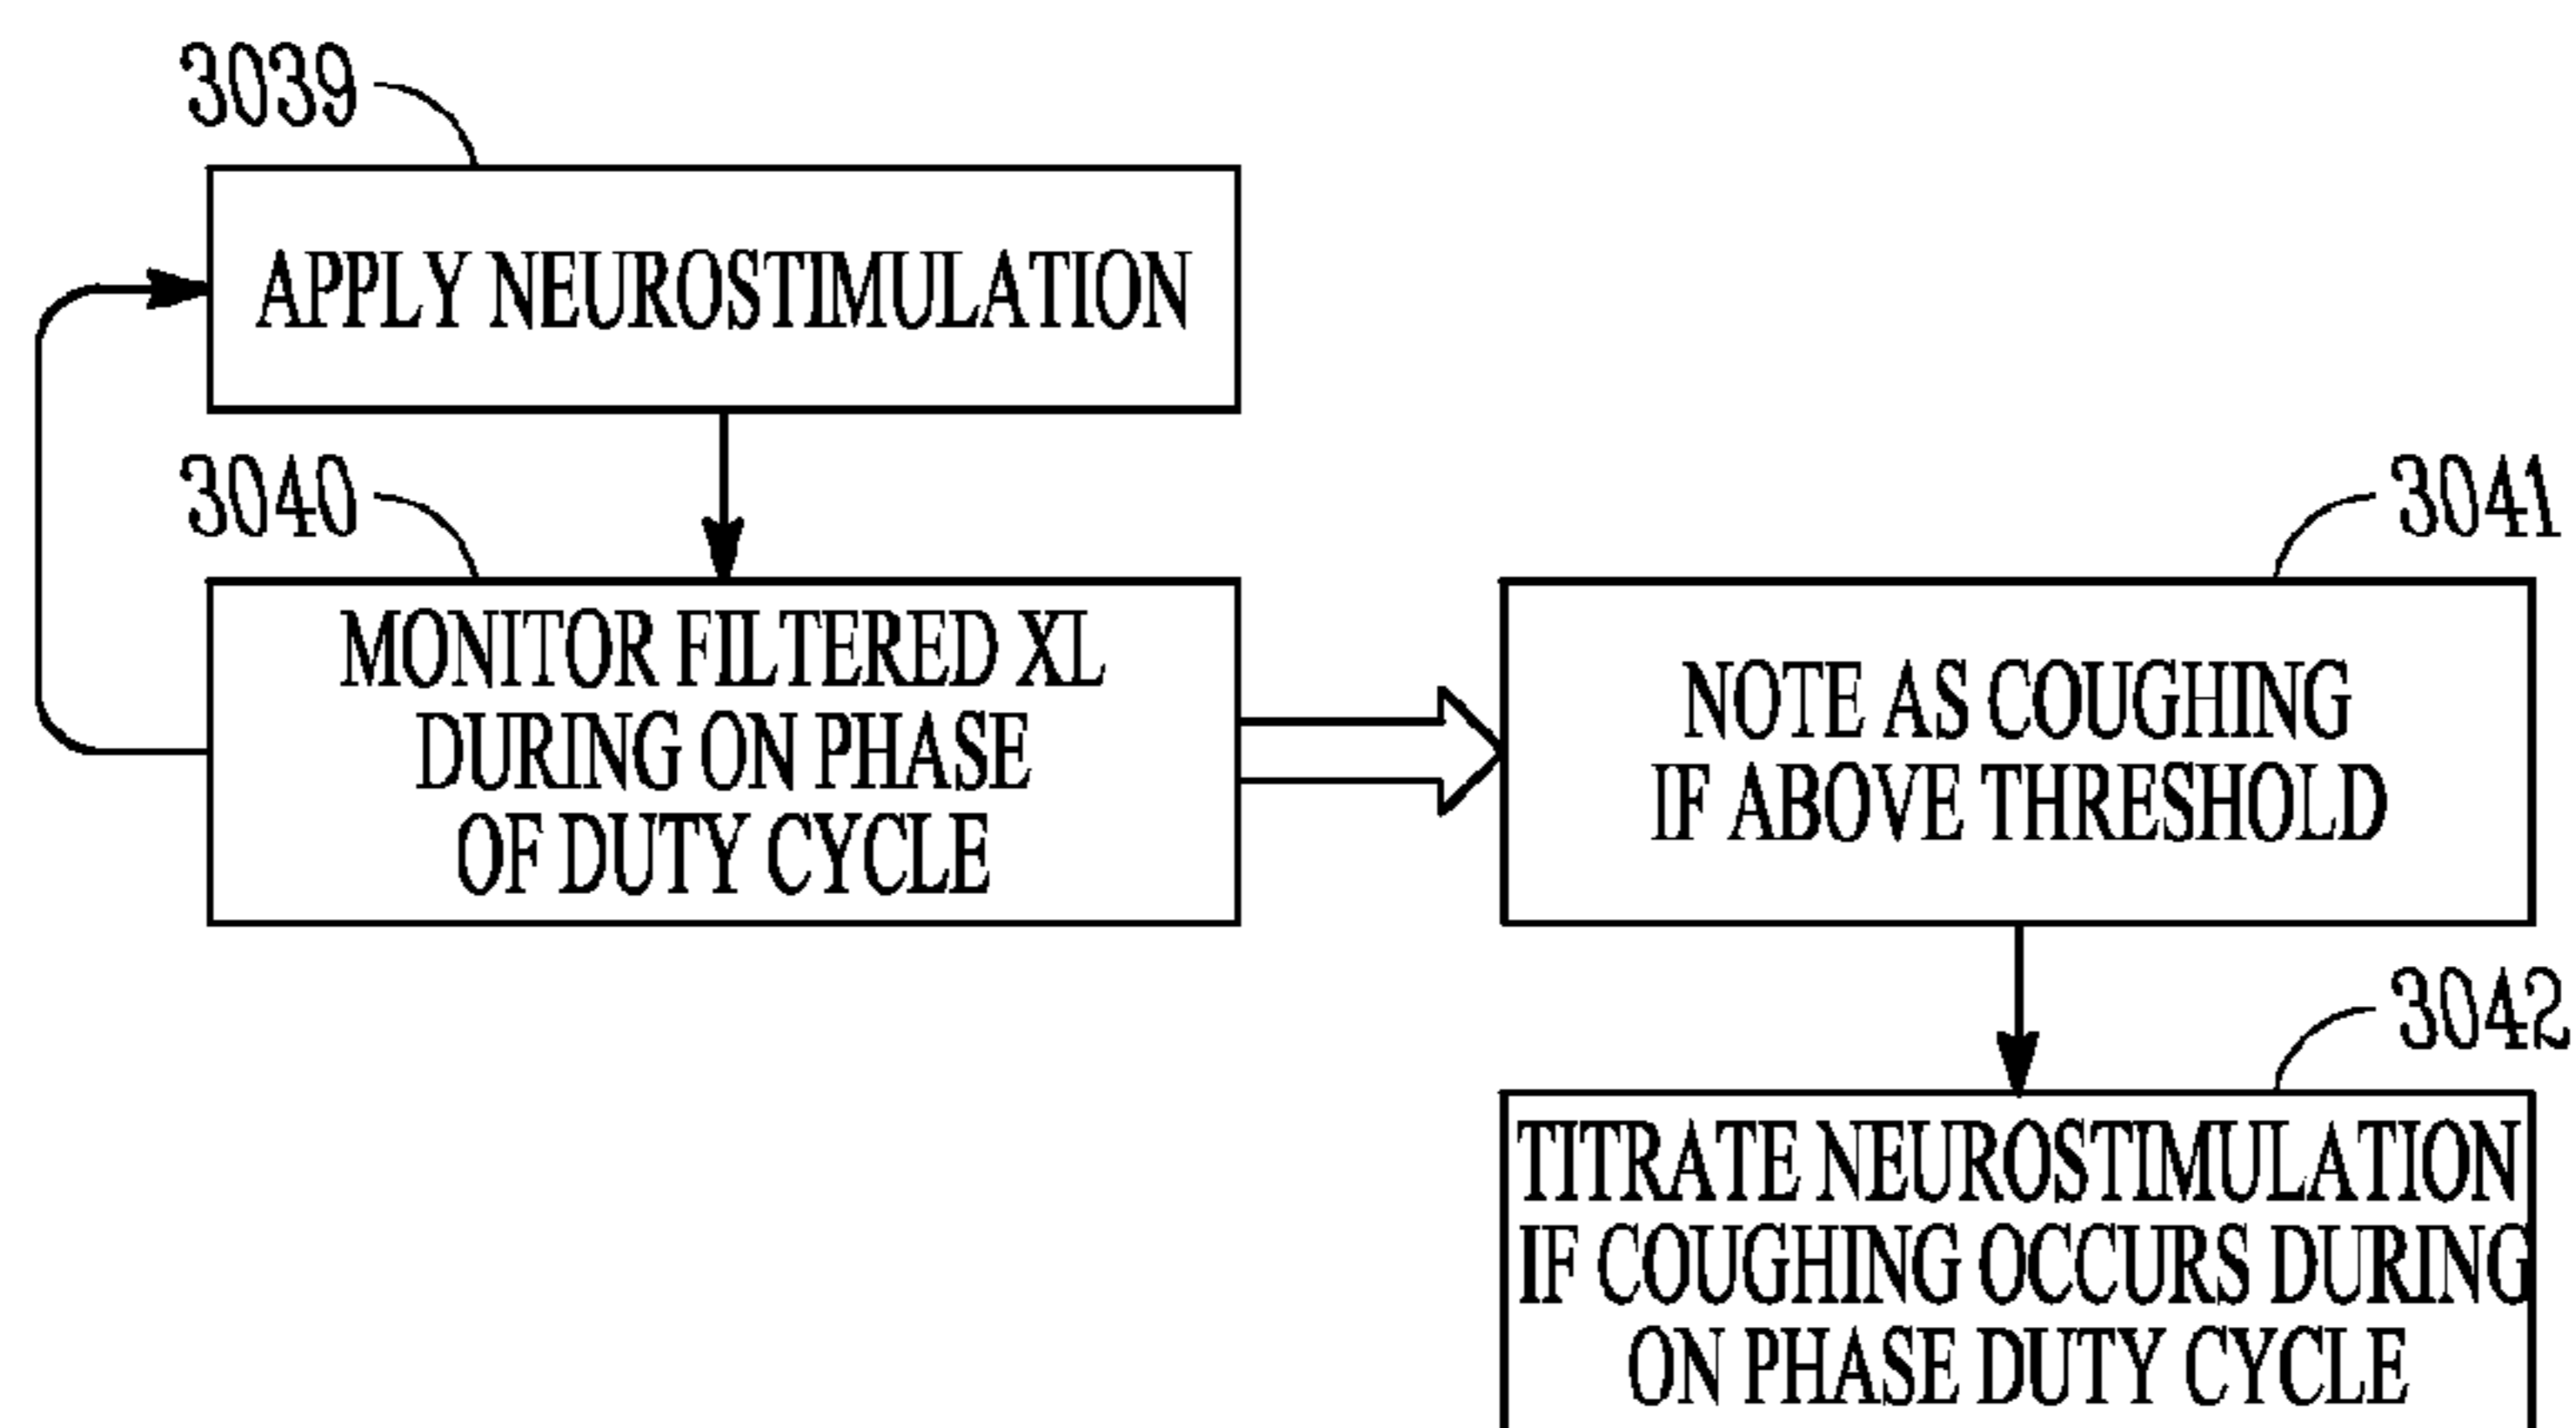 3039
APPLY NEUROSTIMULATION
3040
MONITOR FILTERED XL
DURING ON PHASE
OF DUTY CYCLE
3041
NOTE AS COUGHING
IF ABOVE THRESHOLD
3042
TITRATE NEUROSTIMULATION
IF COUGHING OCCURS DURING
ON PHASE DUTY CYCLE